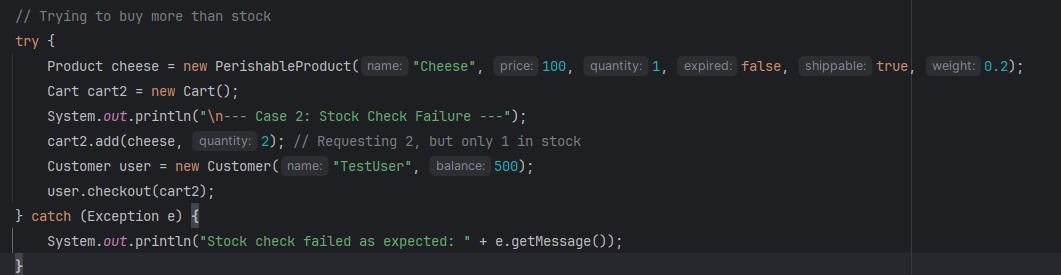 // Trying to buy more than stock
try {
    Product cheese = new PerishableProduct( name: "Cheese", price: 100, quantity: 1, expired: false, shippable: true, weight: 0.2);
    Cart cart2 = new Cart();
    System.out.println("\n--- Case 2: Stock Check Failure ---");
    cart2.add(cheese, quantity: 2); // Requesting 2, but only 1 in stock
    Customer user = new Customer( name: "TestUser", balance: 500);
    user.checkout(cart2);
} catch (Exception e) {
    System.out.println("Stock check failed as expected: " + e.getMessage());
}